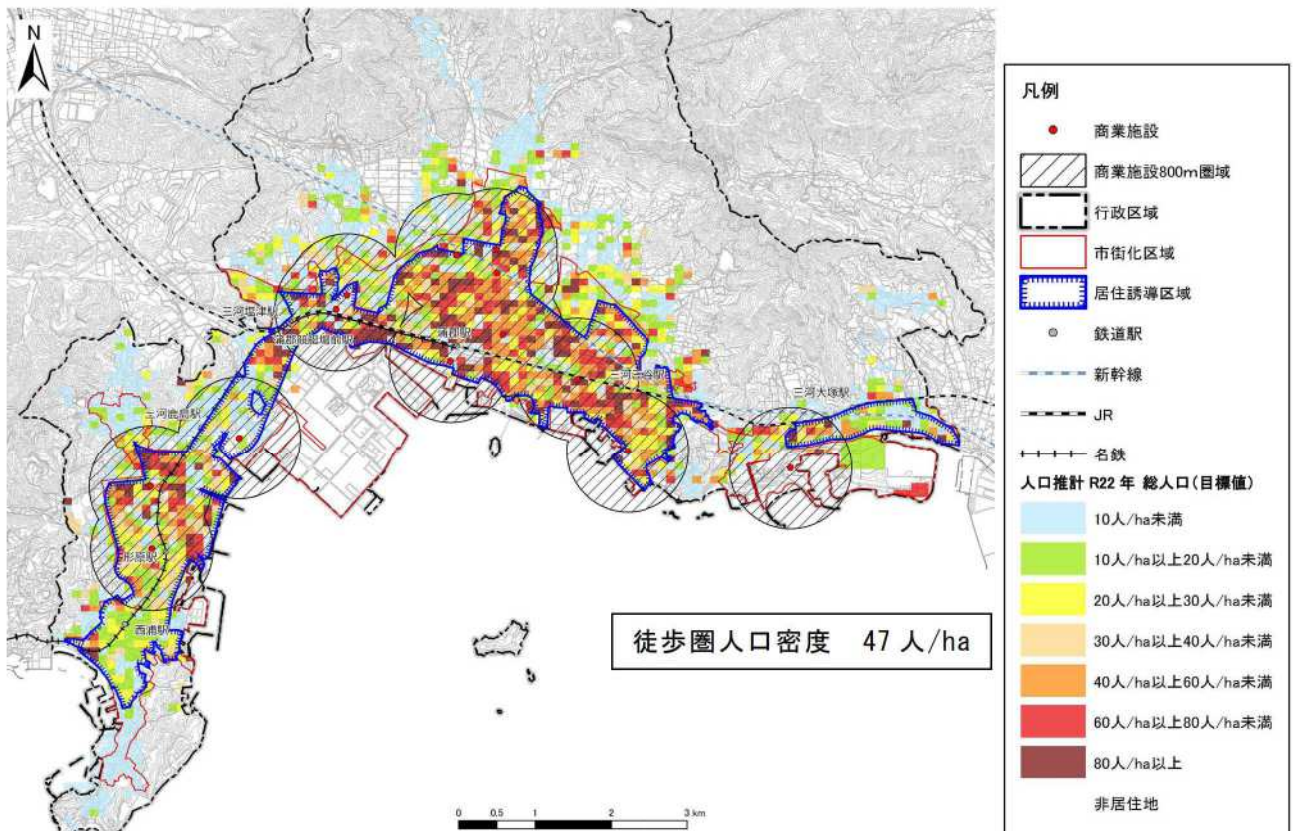 N
三河塩津駅
蒲郡競艇場前駅
蒲郡駅
三河三谷駅
三河大塚駅
三河鹿島駅
形原駅
西浦駅
徒歩圏人口密度 47 人/ha
0 0.5 1 2 3 km
凡例
商業施設
商業施設800m圏域
行政区域
市街化区域
居住誘導区域
鉄道駅
新幹線
JR
名鉄
人口推計 R22 年 総人口(目標値)
10人/ha未満
10人/ha以上20人/ha未満
20人/ha以上30人/ha未満
30人/ha以上40人/ha未満
40人/ha以上60人/ha未満
60人/ha以上80人/ha未満
80人/ha以上
非居住地